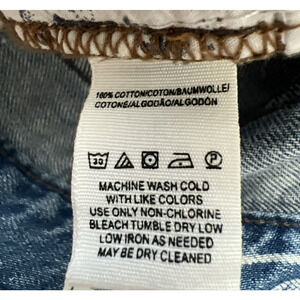 100% COTTON/COTON/BAUMWOLLE/
COTONE/ALGODÃO/ALGODÓN
30 P
MACHINE WASH COLD
WITH LIKE COLORS
USE ONLY NON-CHLORINE
BLEACH TUMBLE DRY LOW
LOW IRON AS NEEDED
MAY BE DRY CLEANED